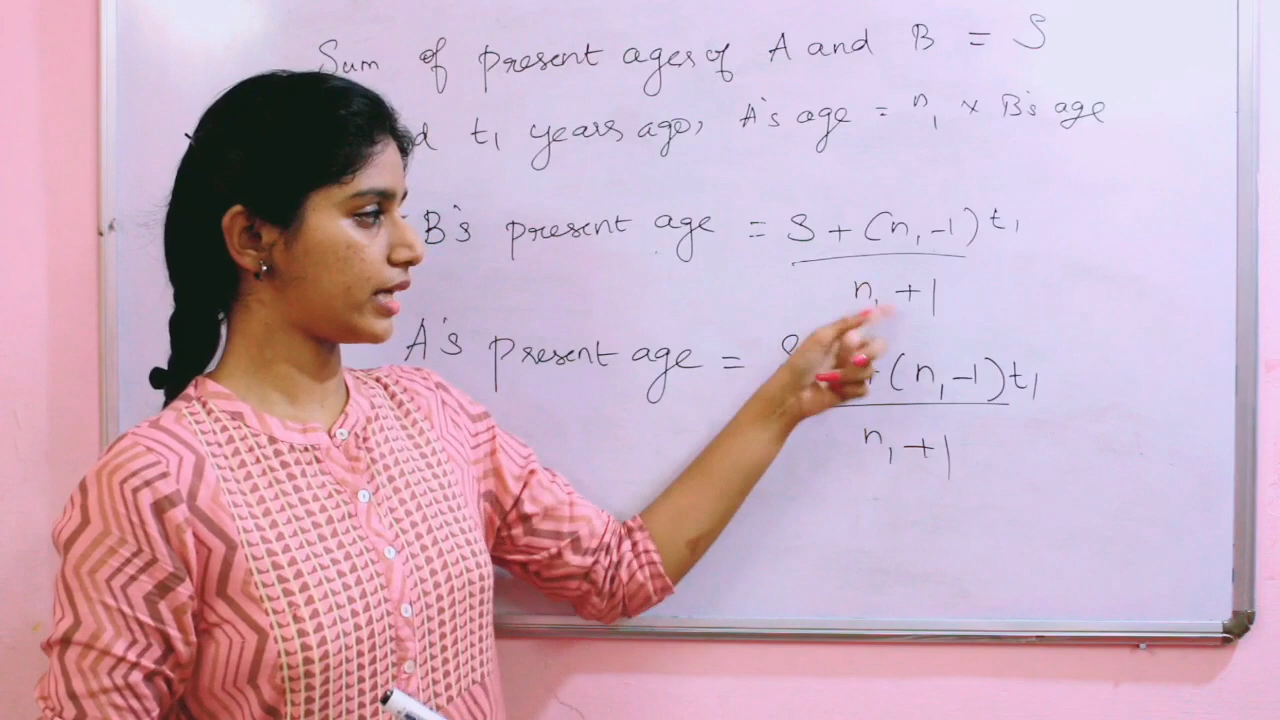 Sum of present ages of A and B = S
t₁ years ago, A's age = n₁ × B's age
B's present age = S + (n₁ - 1) t₁
n₁ + 1
A's present age = (n₁ - 1) t₁
n₁ + 1